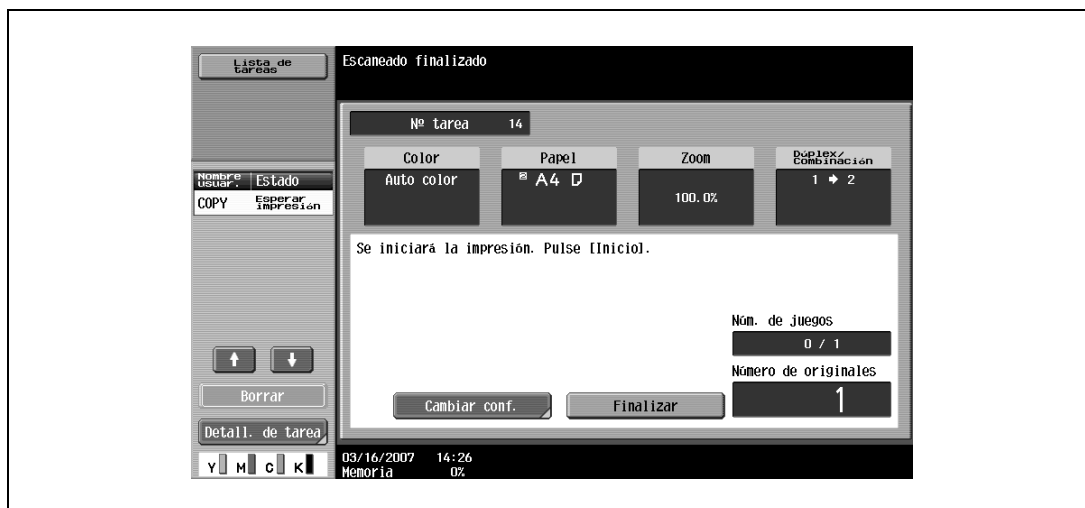 Lista de
tareas
Escaneado finalizado
Nº tarea 14
Color
Papel
Zoom
Dúplex/
Combinación
Auto color
2 A4
100.0%
1 → 2
Nombre
usuar.
Estado
COPY
Esperar
impresión
Se iniciará la impresión. Pulse [Inicio].
Núm. de juegos
0 / 1
Número de originales
1
Borrar
Cambiar conf.
Finalizar
Detall. de tarea
Y M C K
03/16/2007 14:26
Memoria 0%